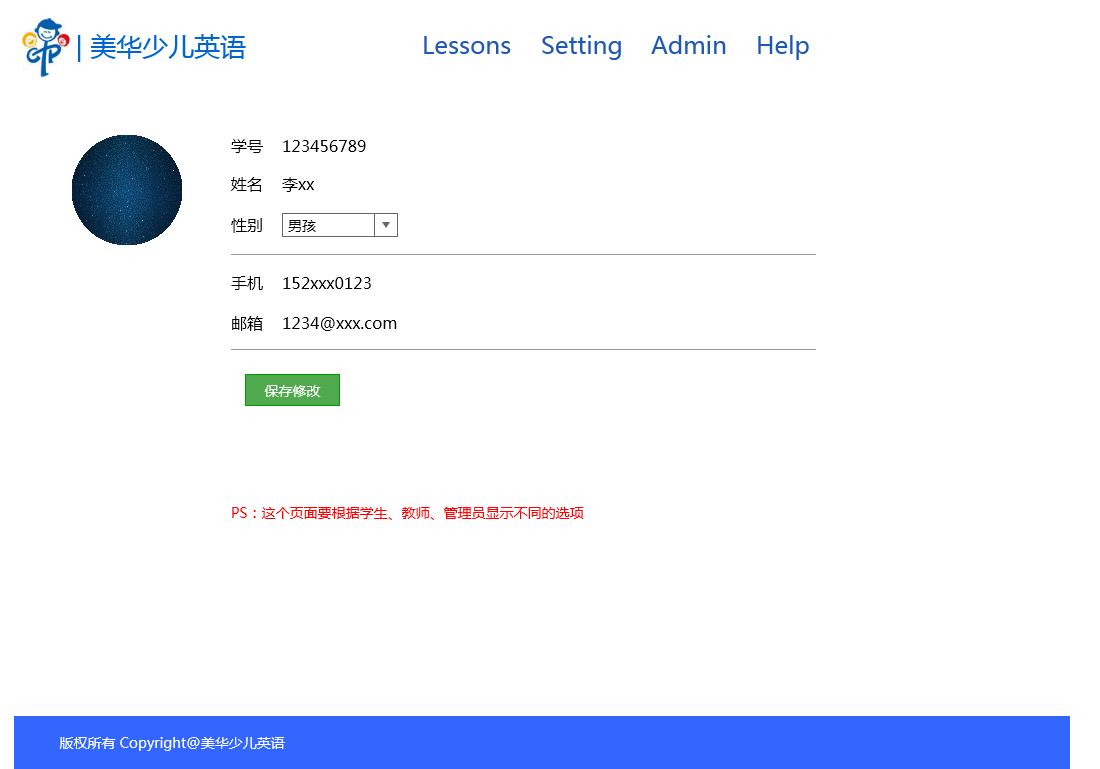 | 美华少儿英语
Lessons Setting Admin Help
学号 123456789
姓名 李xx
性别 男孩
手机 152xxx0123
邮箱 1234@xxx.com
保存修改
PS：这个页面要根据学生、教师、管理员显示不同的选项
版权所有 Copyright@美华少儿英语